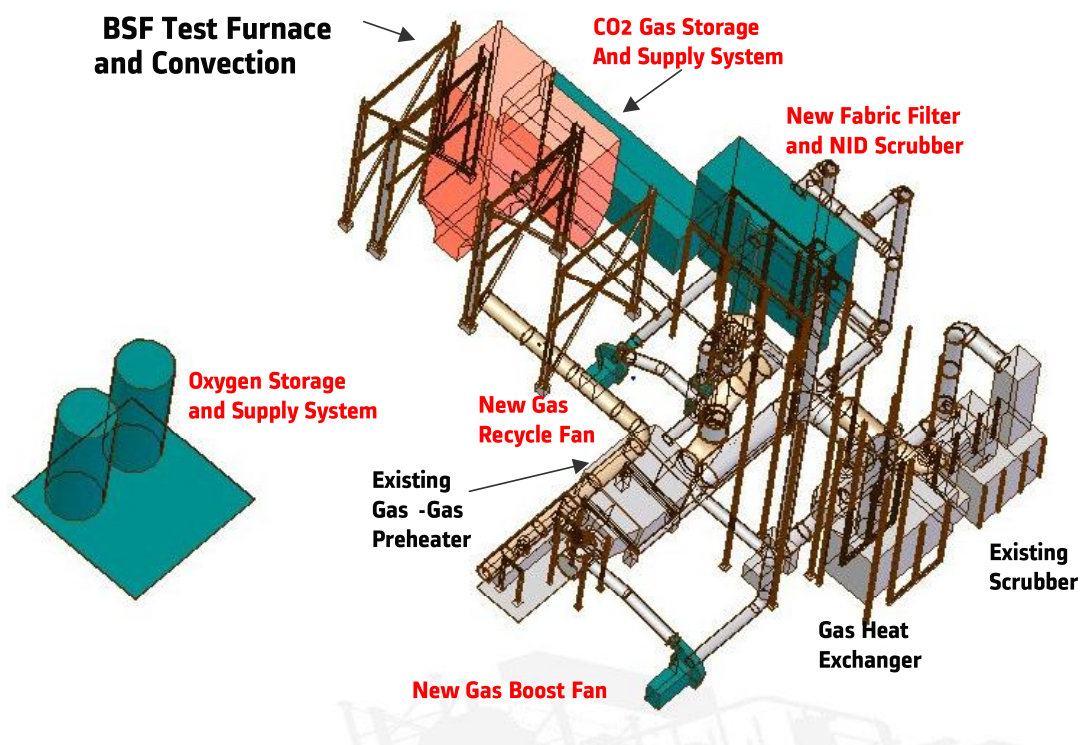 BSF Test Furnace
and Convection
CO2 Gas Storage
And Supply System
New Fabric Filter
and NID Scrubber
Oxygen Storage
and Supply System
New Gas
Recycle Fan
Existing
Gas -Gas
Preheater
Existing
Scrubber
Gas Heat
Exchanger
New Gas Boost Fan